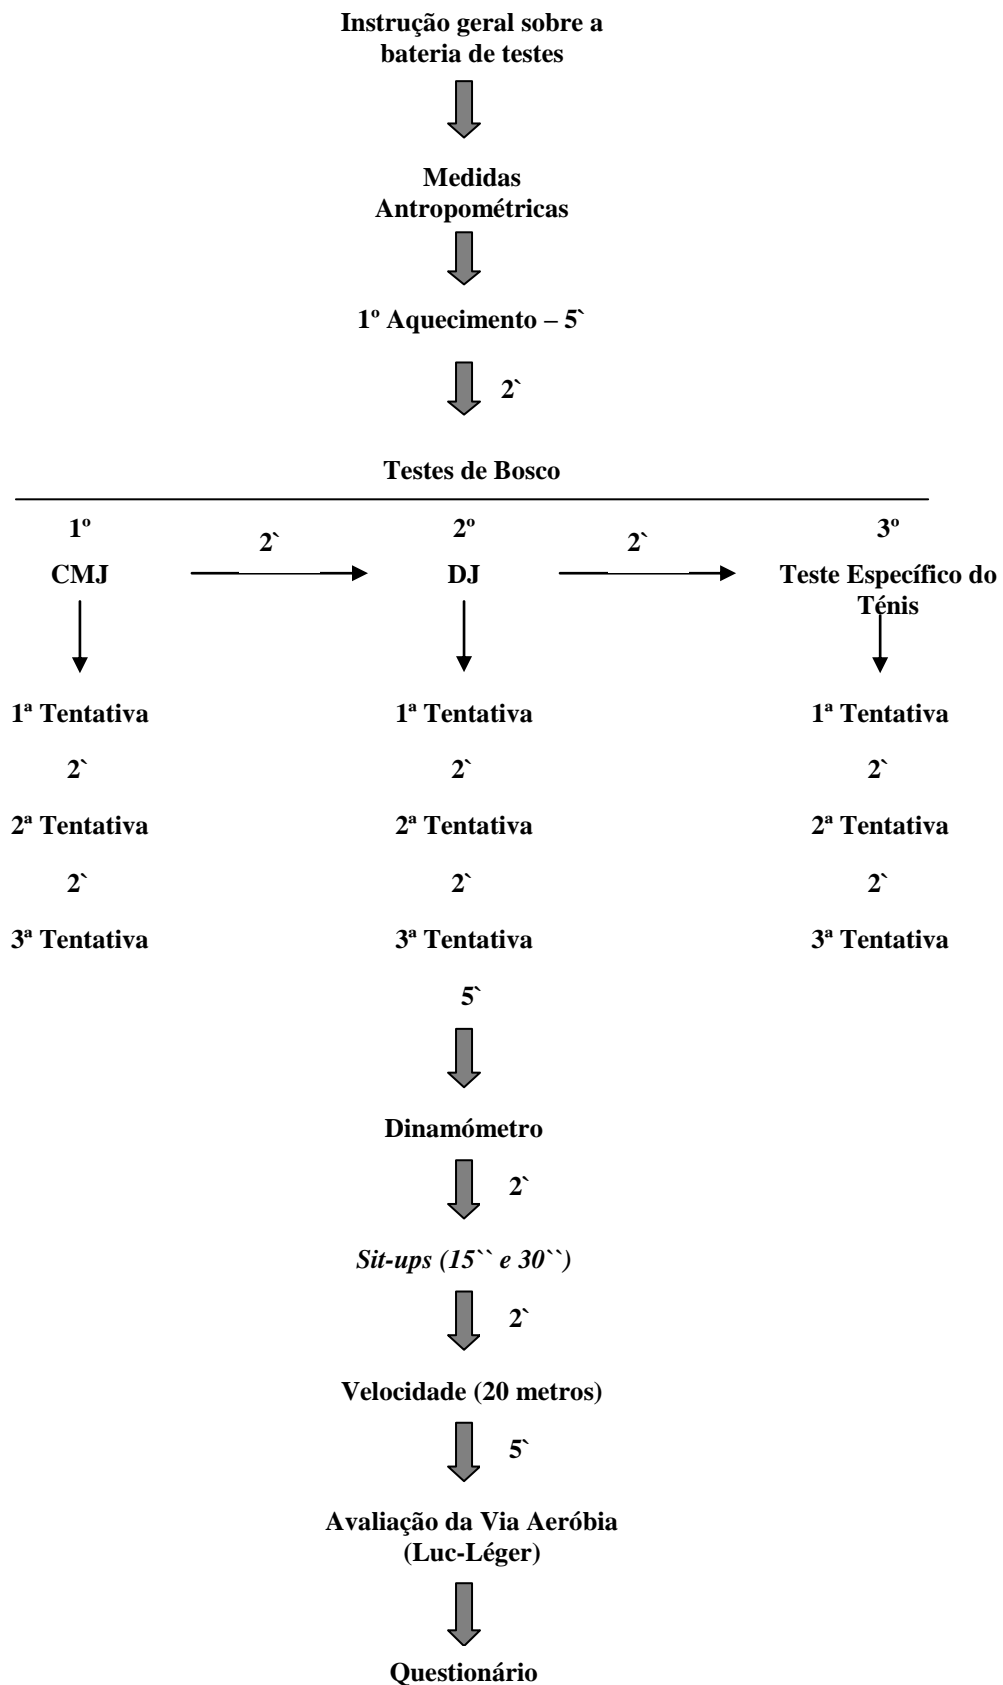 Instrução geral sobre a
bateria de testes
Medidas
Antropométricas
1º Aquecimento – 5`
2`
Testes de Bosco
1º 2` 2º 2` 3º
CMJ DJ Teste Específico do
Ténis
1ª Tentativa 1ª Tentativa 1ª Tentativa
2` 2` 2`
2ª Tentativa 2ª Tentativa 2ª Tentativa
2` 2` 2`
3ª Tentativa 3ª Tentativa 3ª Tentativa
5`
Dinamómetro
2`
Sit-ups (15`` e 30``)
2`
Velocidade (20 metros)
5`
Avaliação da Via Aeróbia
(Luc-Léger)
Questionário